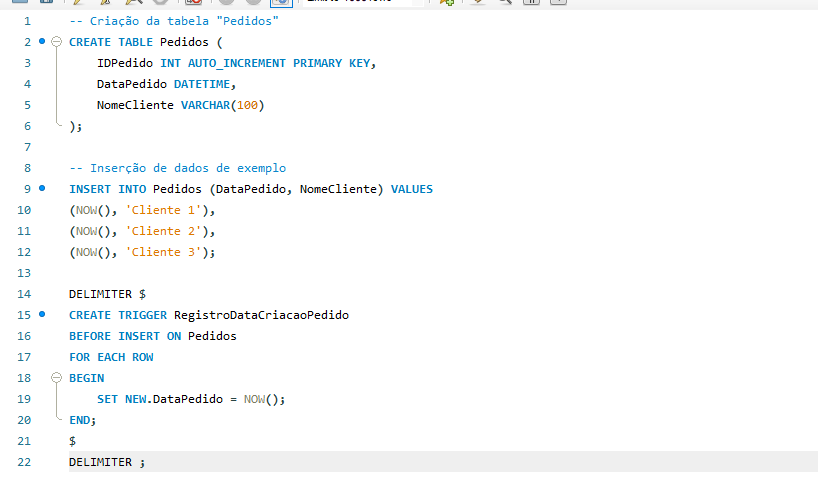 1 -- Criação da tabela "Pedidos"
2 CREATE TABLE Pedidos (
3 IDPedido INT AUTO_INCREMENT PRIMARY KEY,
4 DataPedido DATETIME,
5 NomeCliente VARCHAR(100)
6 );
7
8 -- Inserção de dados de exemplo
9 INSERT INTO Pedidos (DataPedido, NomeCliente) VALUES
10 (NOW(), 'Cliente 1'),
11 (NOW(), 'Cliente 2'),
12 (NOW(), 'Cliente 3');
13
14 DELIMITER $
15 CREATE TRIGGER RegistroDataCriacaoPedido
16 BEFORE INSERT ON Pedidos
17 FOR EACH ROW
18 BEGIN
19 SET NEW.DataPedido = NOW();
20 END;
21 $
22 DELIMITER ;